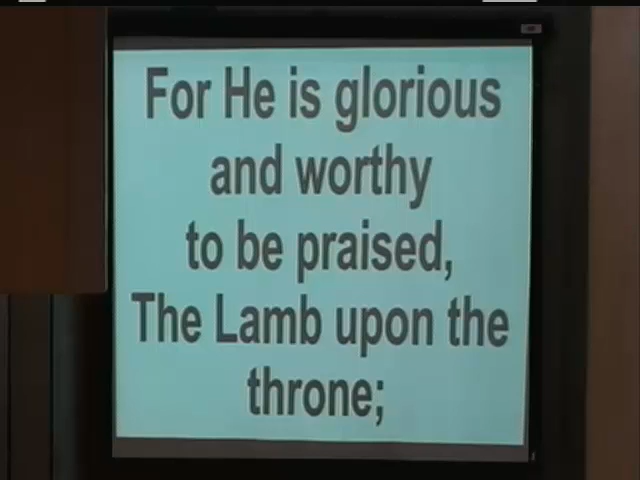 For He is glorious
and worthy
to be praised,
The Lamb upon the
throne;